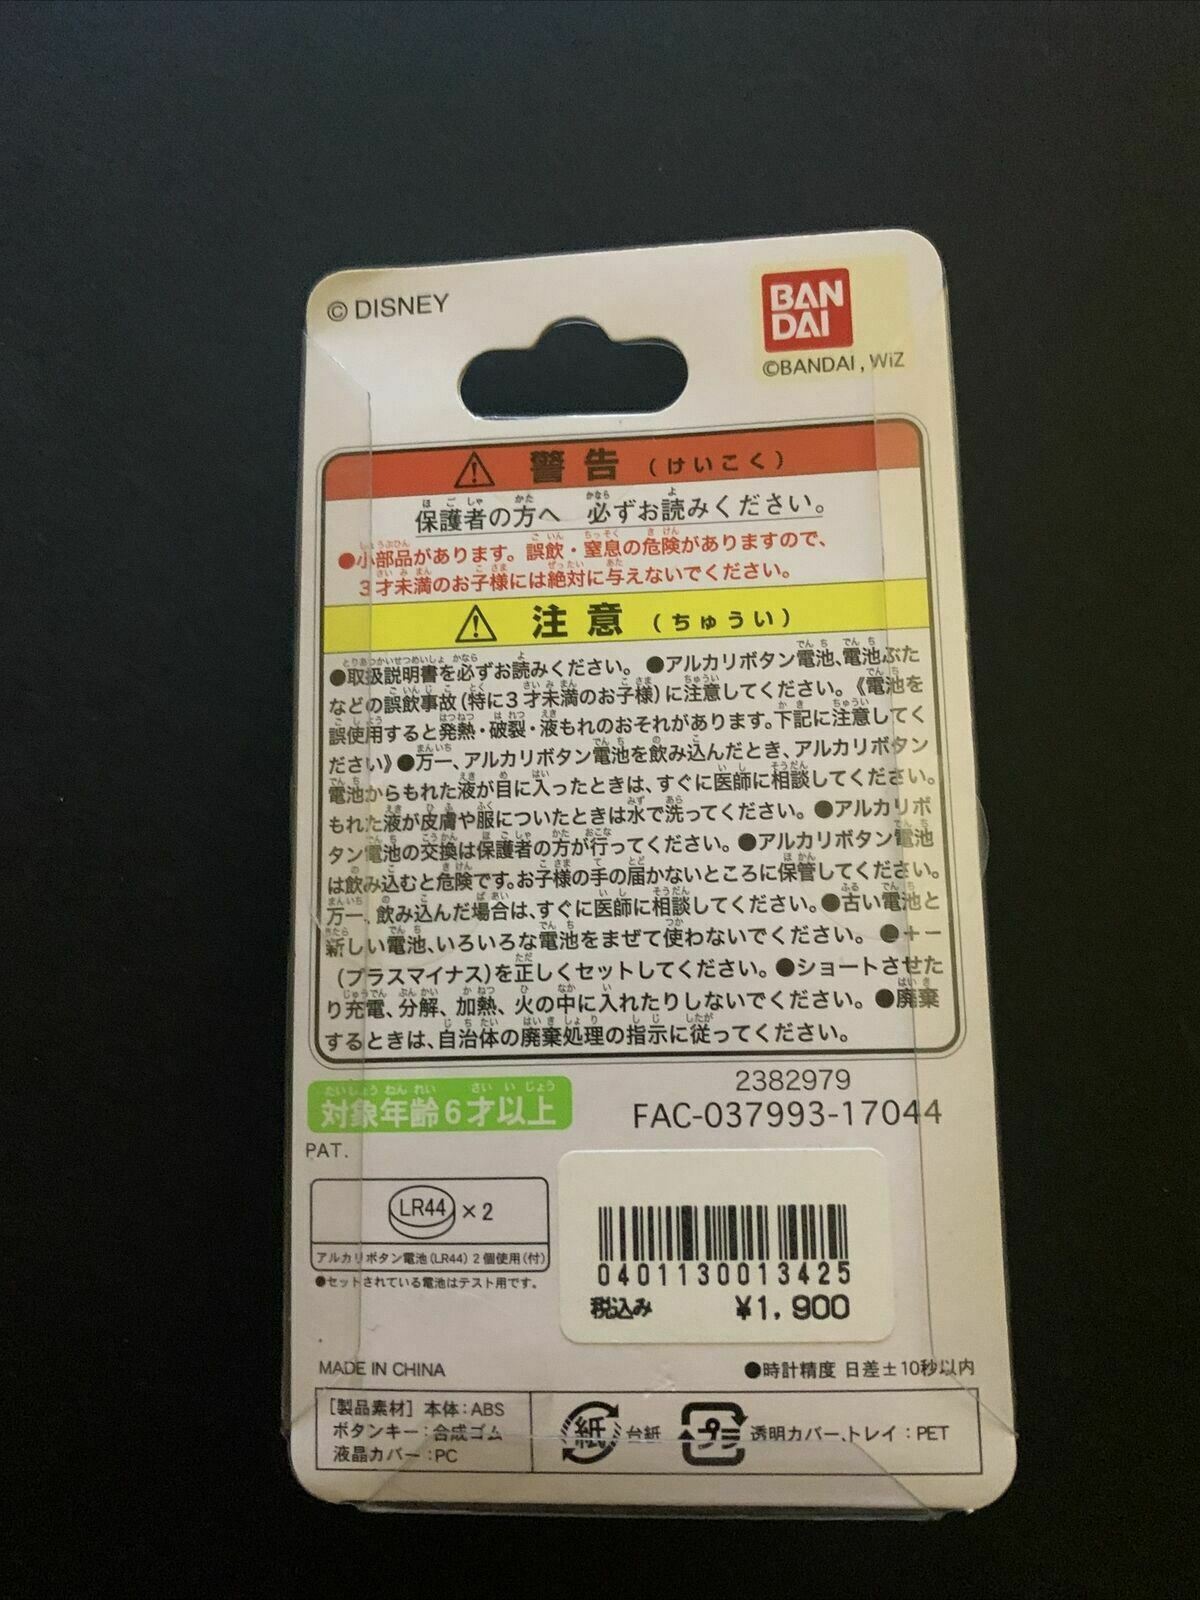 © DISNEY
BAN
DAI
©BANDAI, WiZ
警告 (けいこく)
保護者の方へ 必ずお読みください。
●小部品があります。誤飲・窒息の危険がありますので、
3才未満のお子様には絶対に与えないでください。
注意 (ちゅうい)
●取扱説明書を必ずお読みください。●アルカリボタン電池、電池ぶた
などの誤飲事故(特に3才未満のお子様)に注意してください。《電池を
誤使用すると発熱・破裂・液もれのおそれがあります。下記に注意してく
ださい》●万一、アルカリボタン電池を飲み込んだとき、アルカリボタン
電池からもれた液が目に入ったときは、すぐに医師に相談してください。
もれた液が皮膚や服についたときは水で洗ってください。●アルカリボ
タン電池の交換は保護者の方が行ってください。●アルカリボタン電池
は飲み込むと危険です。お子様の手の届かないところに保管してください。
万一、飲み込んだ場合は、すぐに医師に相談してください。●古い電池と
新しい電池、いろいろな電池をまぜて使わないでください。●+-
(プラスマイナス)を正しくセットしてください。●ショートさせた
り充電、分解、加熱、火の中に入れたりしないでください。●廃棄
するときは、自治体の廃棄処理の指示に従ってください。
対象年齢6才以上
2382979
FAC-037993-17044
PAT.
LR44 ×2
アルカリボタン電池(LR44)2個使用(付)
●セットされている電池はテスト用です。
0401130013425
税込み ¥1,900
MADE IN CHINA
●時計精度 日差±10秒以内
[製品素材] 本体:ABS
ボタンキー:合成ゴム
液晶カバー:PC
紙 台紙
プラ 透明カバー、トレイ:PET